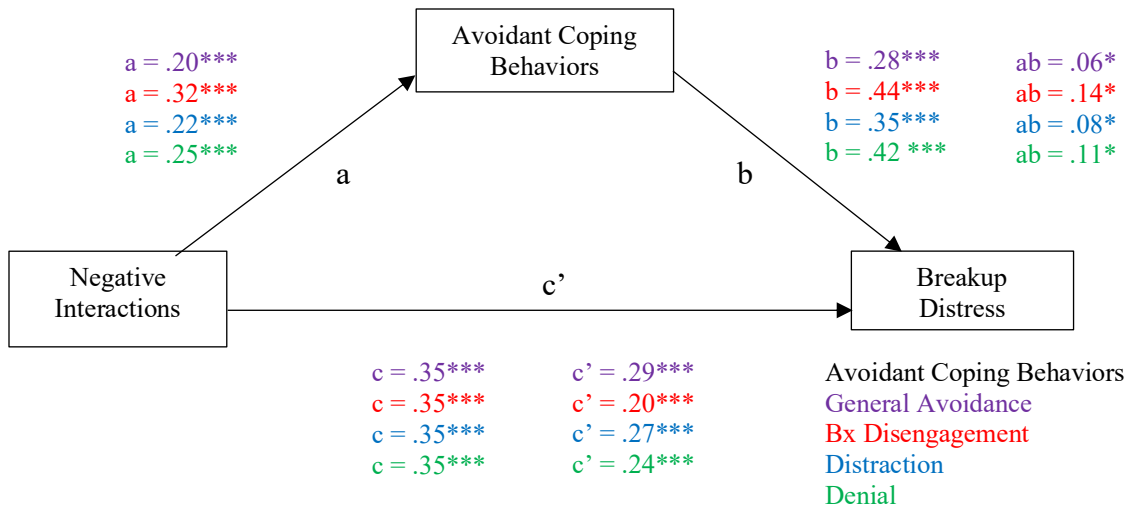 Avoidant Coping
Behaviors
a = .20***
a = .32***
a = .22***
a = .25***
b = .28***
b = .44***
b = .35***
b = .42 ***
ab = .06*
ab = .14*
ab = .08*
ab = .11*
a
b
Negative
Interactions
c’
Breakup
Distress
c = .35***
c = .35***
c = .35***
c = .35***
c’ = .29***
c’ = .20***
c’ = .27***
c’ = .24***
Avoidant Coping Behaviors
General Avoidance
Bx Disengagement
Distraction
Denial